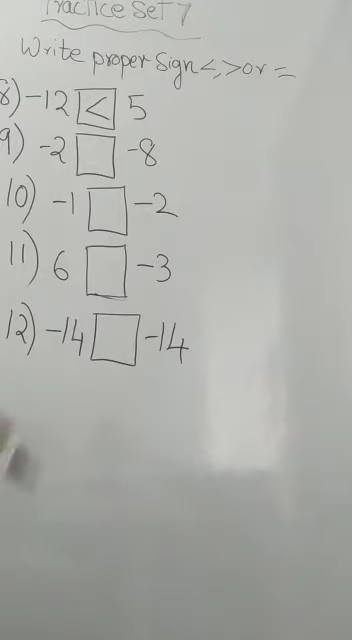 Practice Set 7
Write proper Sign <, > or =
8) -12 < 5
9) -2 □ -8
10) -1 □ -2
11) 6 □ -3
12) -14 □ -14